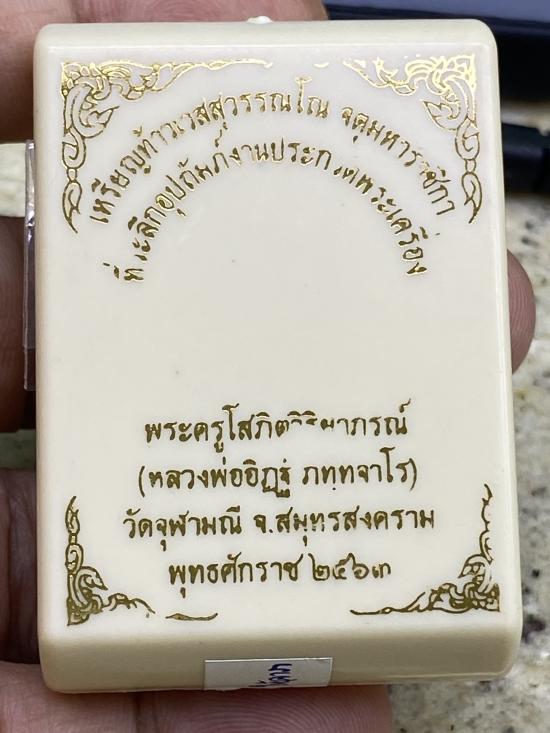 เหรียญท้าวเวสสุวรรณโณ จตุมหาราชิกา
ที่ระลึกอุปถัมภ์งานประกวดพระเครื่อง
พระครูโสภิตวิริยาภรณ์
(หลวงพ่ออิฏฐ์ ภทฺทจาโร)
วัดจุฬามณี จ.สมุทรสงคราม
พุทธศักราช ๒๕๖๓